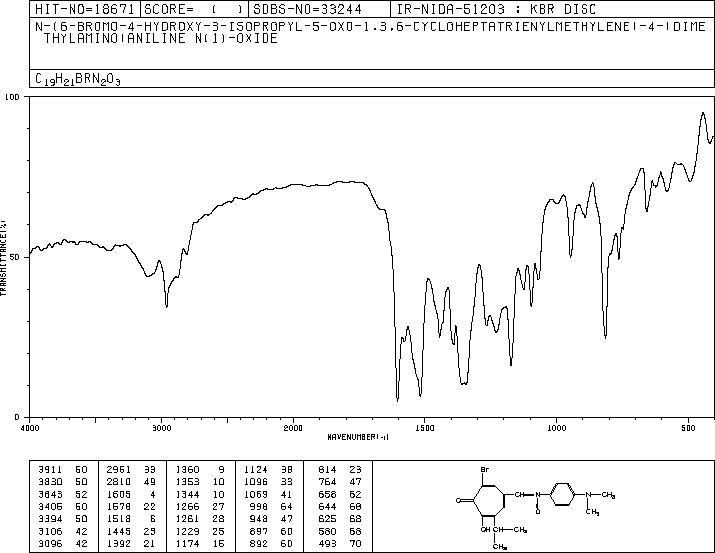 HIT-NO=18671 SCORE= ( ) SDBS-NO=33244 IR-NIDA-51203 : KBR DISC
N-(6-BROMO-4-HYDROXY-3-ISOPROPYL-5-OXO-1,3,6-CYCLOHEPTATRIENYLMETHYLENE)-4-(DIME
THYLAMINO)ANILINE N(1)-OXIDE
C19H21BRN2O3
100
TRANSMITTANCE(%)
50
0
4000 3000 2000 1500 1000 500
WAVENUMBER(-1)
3911 60 2961 33 1360 9 1124 38 814 23
3830 50 2810 49 1353 10 1096 33 764 47
3643 52 1605 4 1344 10 1069 41 658 62
3405 60 1578 22 1266 27 998 64 644 68
3394 50 1518 6 1261 28 948 47 625 68
3106 42 1445 23 1229 25 897 60 580 68
3096 42 1392 21 1174 16 892 60 493 70
Br
O
CH N CH3
O
N
CH3
OH CH CH3
CH3